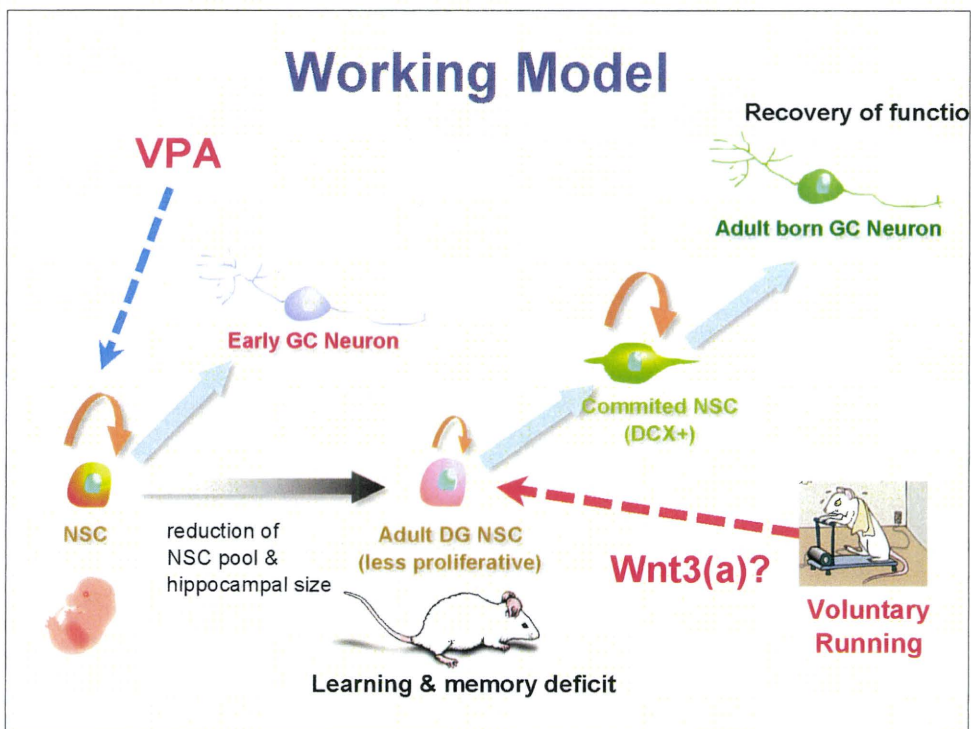 Working Model
Recovery of functio
VPA
Adult born GC Neuron
Early GC Neuron
Commited NSC
(DCX+)
NSC
reduction of
NSC pool &
hippocampal size
Adult DG NSC
(less proliferative)
Wnt3(a)?
Voluntary
Running
Learning & memory deficit